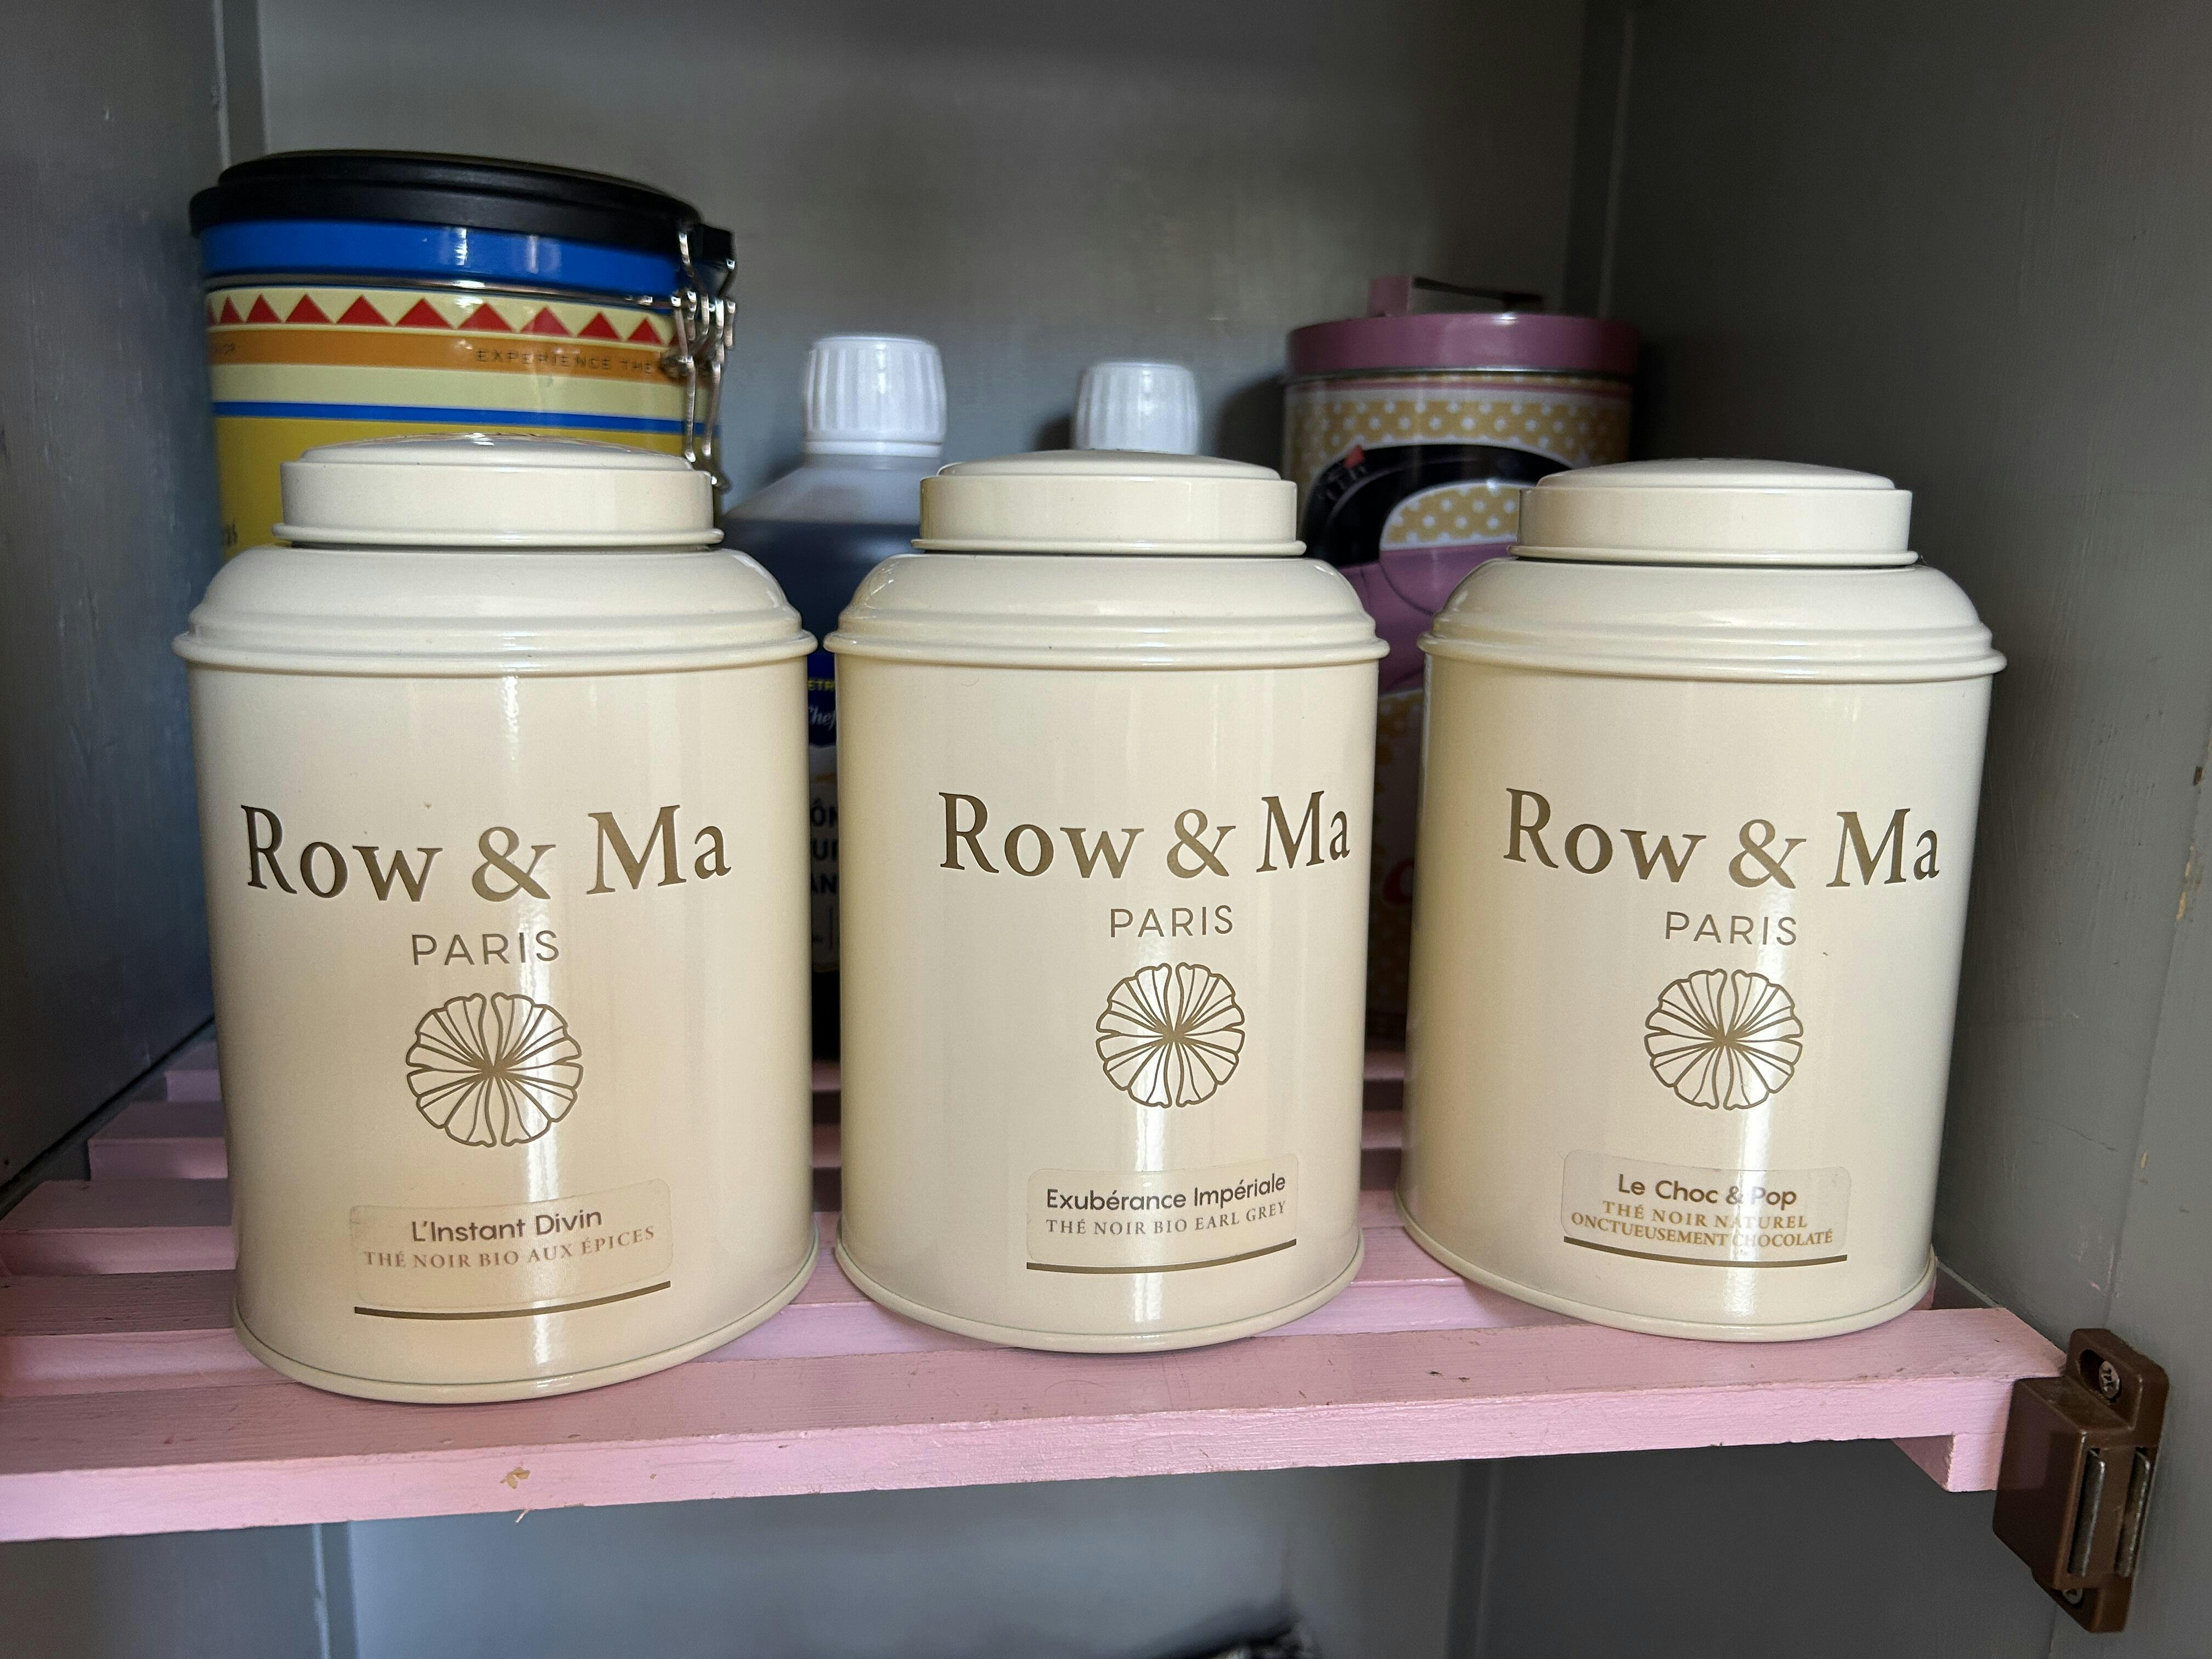 EXPERIENCE THE
Row & Ma
PARIS
L'Instant Divin
THÉ NOIR BIO AUX ÉPICES
Row & Ma
PARIS
Exubérance Impériale
THÉ NOIR BIO EARL GREY
Row & Ma
PARIS
Le Choc & Pop
THÉ NOIR NATUREL
ONCTUEUSEMENT CHOCOLATÉ